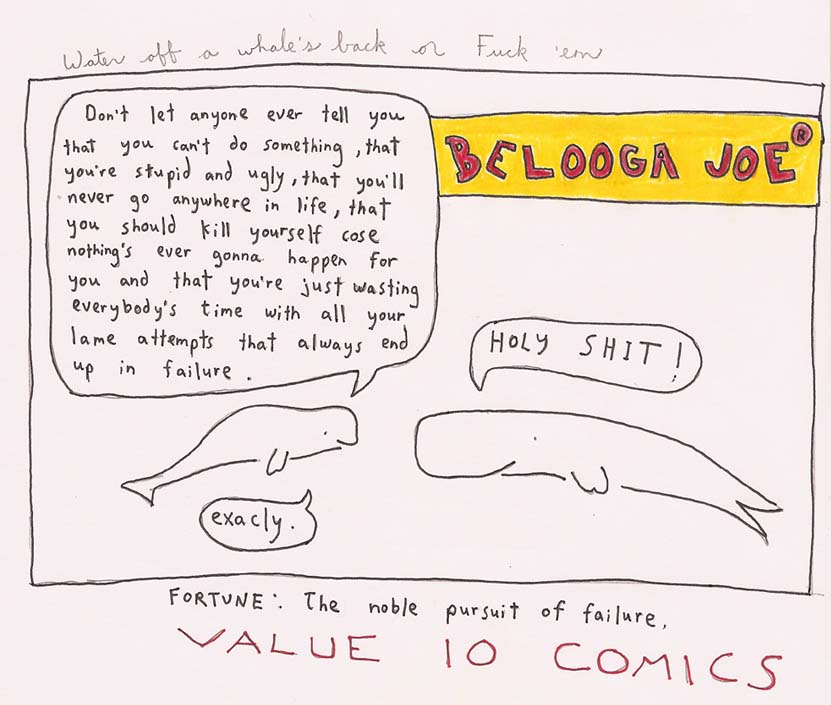 Water off a whale's back or Fuck 'em
Don't let anyone ever tell you
that you can't do something, that
you're stupid and ugly, that you'll
never go anywhere in life, that
you should kill yourself cose
nothing's ever gonna happen for
you and that you're just wasting
everybody's time with all your
lame attempts that always end
up in failure.
BELOOGA JOE®
HOLY SHIT!
exacly.
FORTUNE: The noble pursuit of failure.
VALUE 10 COMICS